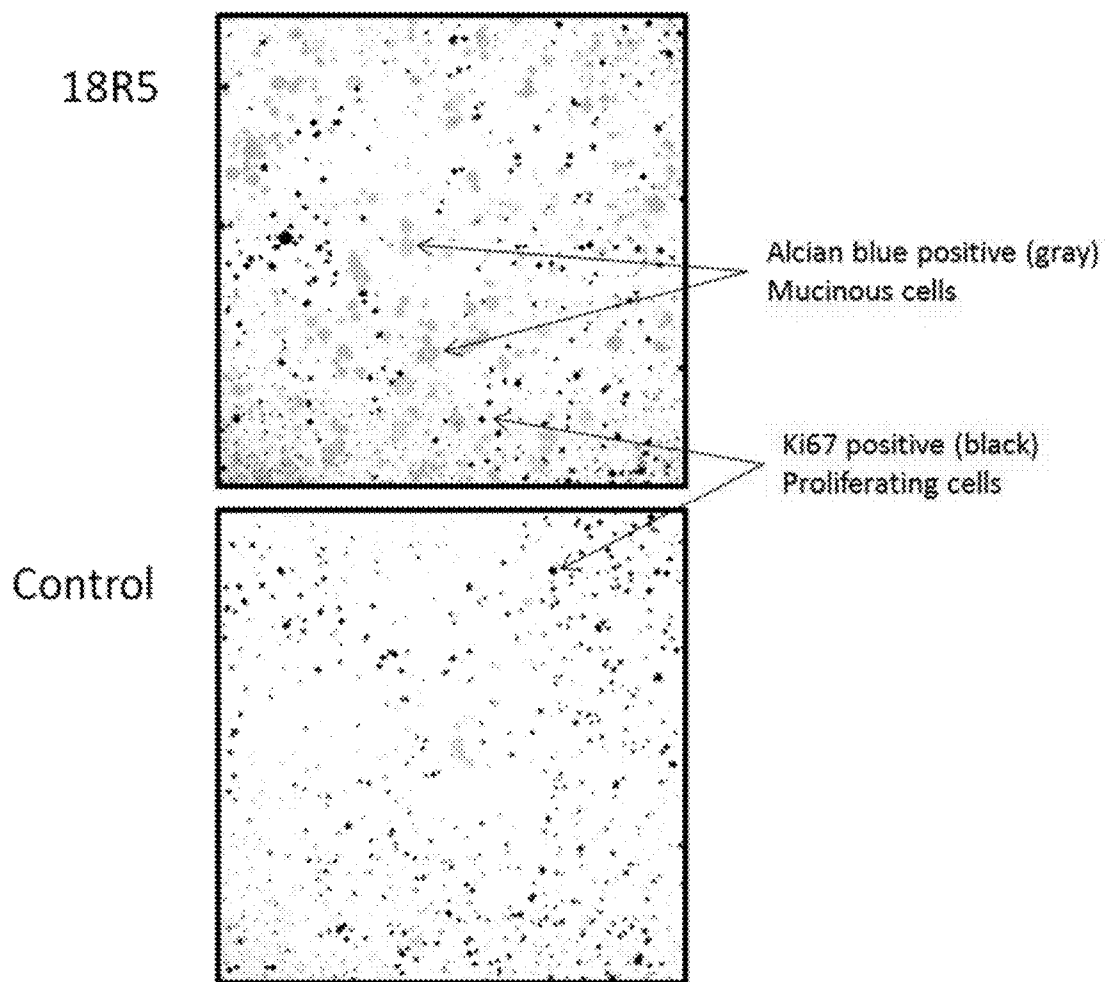 18R5
Alcian blue positive (gray)
Mucinous cells
Ki67 positive (black)
Proliferating cells
Control